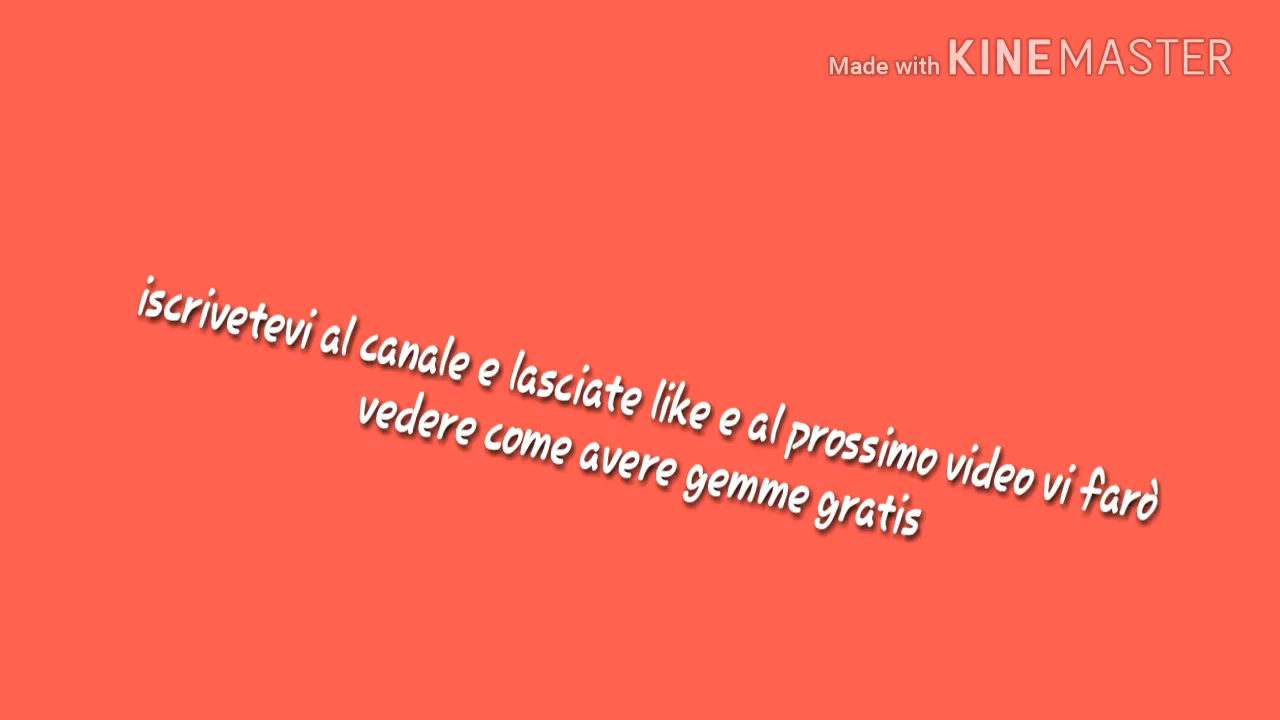 Made with KINEMASTER
iscrivetevi al canale e lasciate like e al prossimo video vi farò
vedere come avere gemme gratis